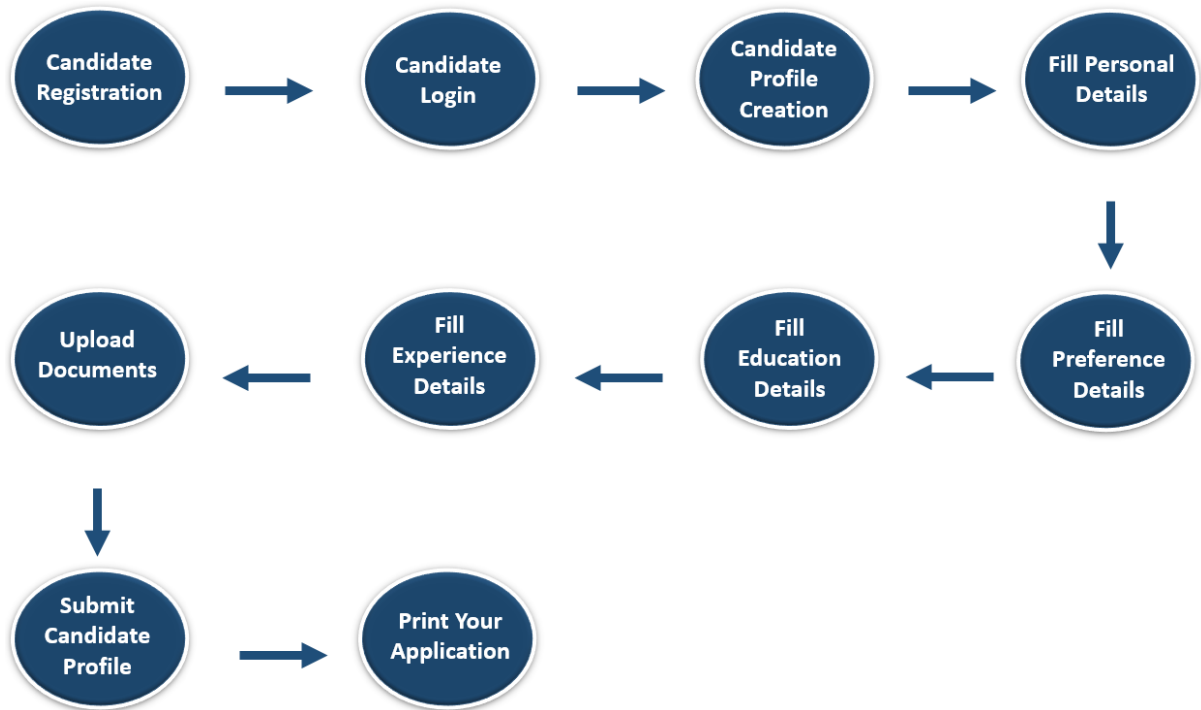 Candidate
Registration
Candidate
Login
Candidate
Profile
Creation
Fill Personal
Details
Fill
Preference
Details
Fill
Education
Details
Fill
Experience
Details
Upload
Documents
Submit
Candidate
Profile
Print Your
Application